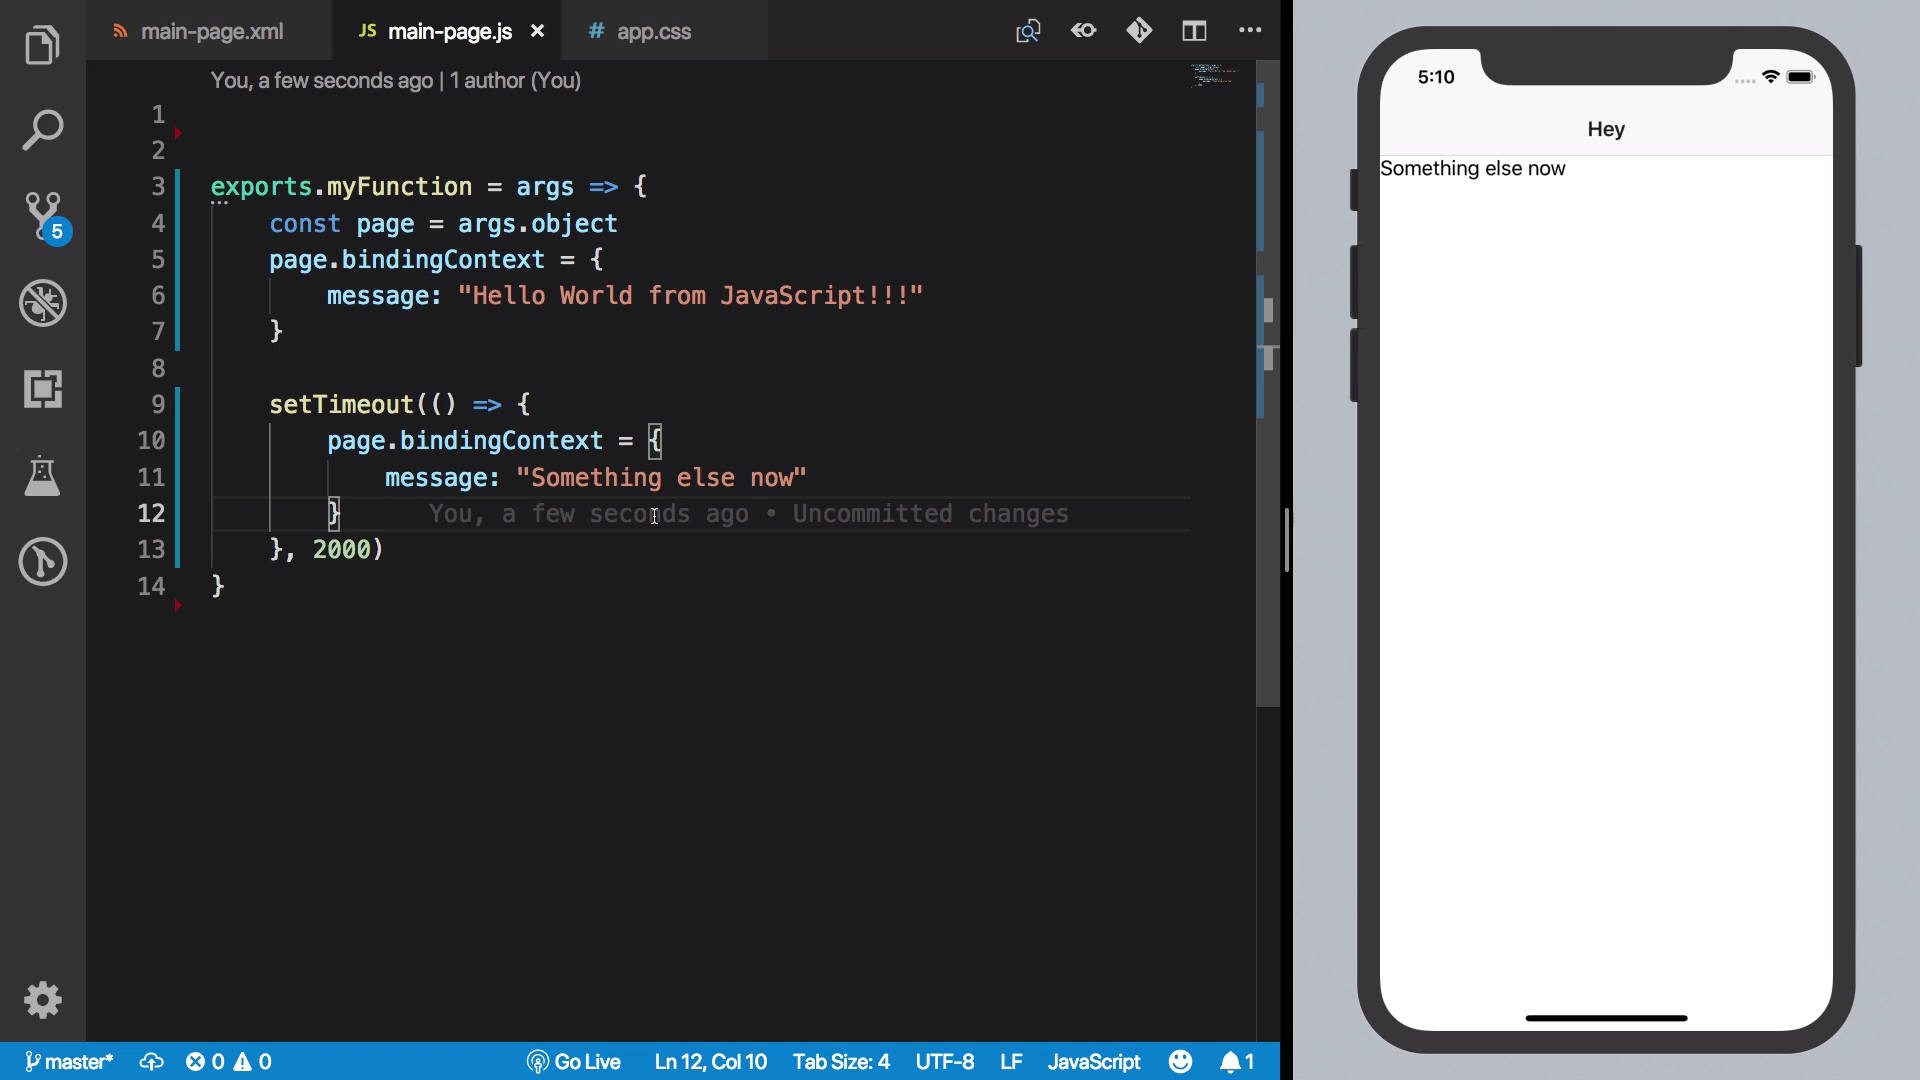 main-page.xml
JS main-page.js ×
# app.css
You, a few seconds ago | 1 author (You)
1
2
3 exports.myFunction = args => {
4 const page = args.object
5 page.bindingContext = {
6 message: "Hello World from JavaScript!!!"
7 }
8
9 setTimeout(() => {
10 page.bindingContext = {
11 message: "Something else now"
12 } You, a few seconds ago • Uncommitted changes
13 }, 2000)
14 }
5
master*
0 0
Go Live
Ln 12, Col 10
Tab Size: 4
UTF-8
LF
JavaScript
1
5:10
Hey
Something else now